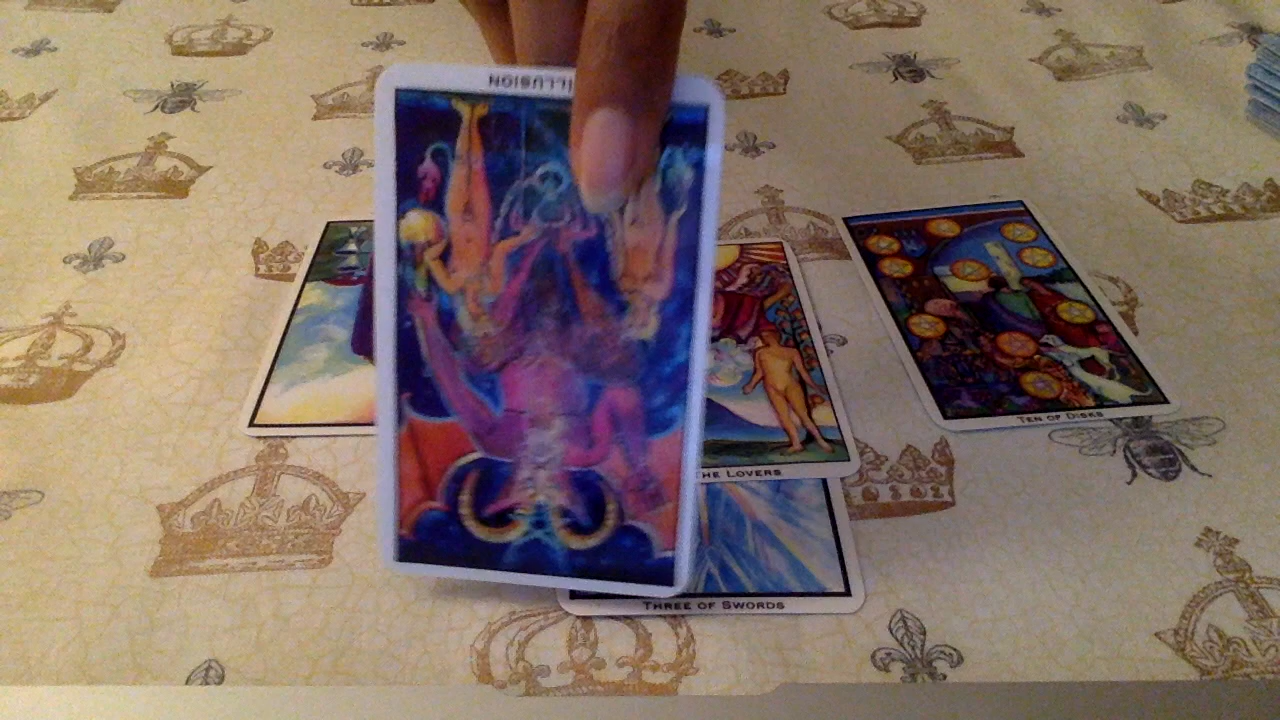 ILLUSION
THE LOVERS
TEN OF DISKS
THREE OF SWORDS